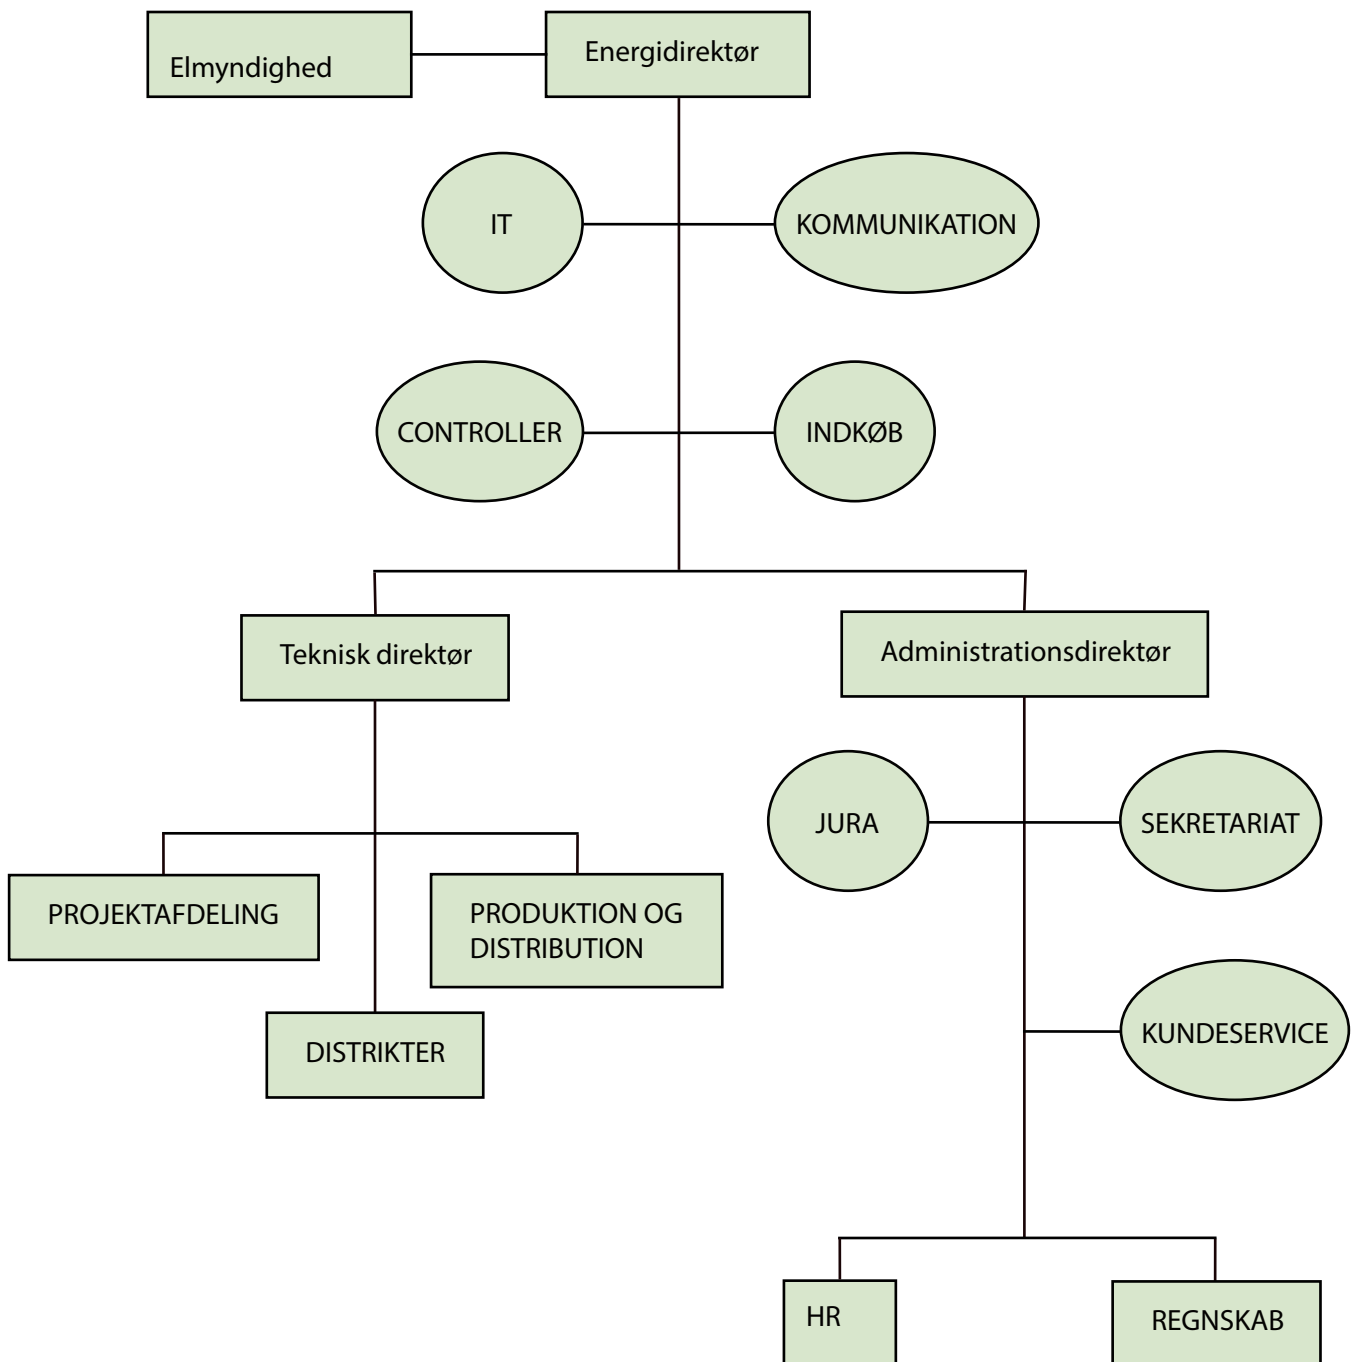 Elmyndighed
Energidirektør
IT
KOMMUNIKATION
CONTROLLER
INDKØB
Teknisk direktør
Administrationsdirektør
JURA
SEKRETARIAT
PROJEKTAFDELING
PRODUKTION OG
DISTRIBUTION
DISTRIKTER
KUNDESERVICE
HR
REGNSKAB